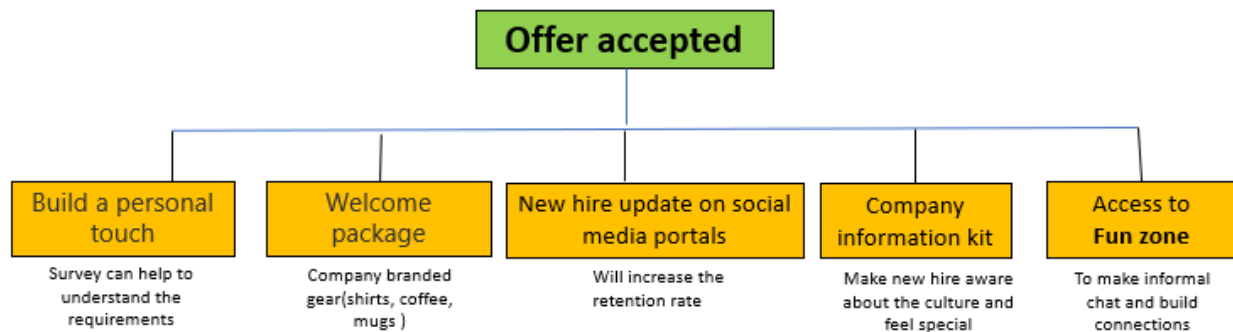 Offer accepted
Build a personal
touch
Welcome
package
New hire update on social
media portals
Company
information kit
Access to
Fun zone
Survey can help to
understand the
requirements
Company branded
gear(shirts, coffee,
mugs )
Will increase the
retention rate
Make new hire aware
about the culture and
feel special
To make informal
chat and build
connections